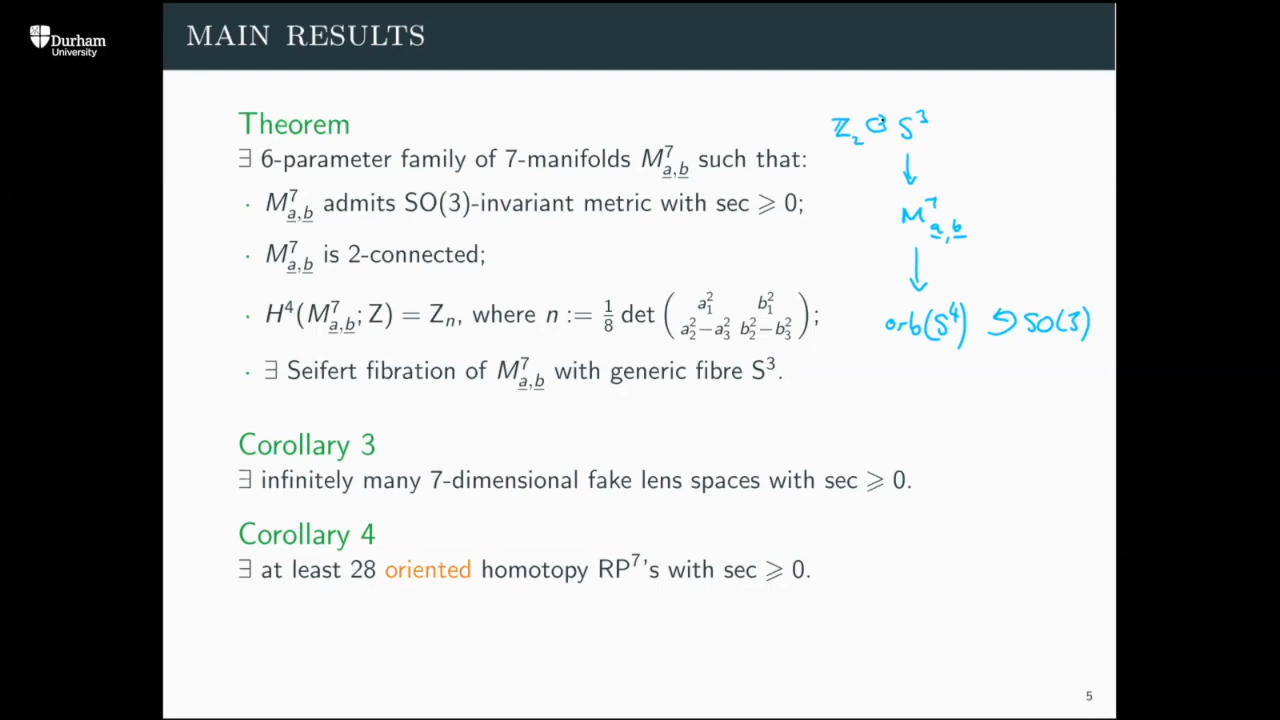 Durham
University
MAIN RESULTS
Theorem
∃ 6-parameter family of 7-manifolds M⁷_{a,b} such that:
· M⁷_{a,b} admits SO(3)-invariant metric with sec ⩾ 0;
· M⁷_{a,b} is 2-connected;
· H⁴(M⁷_{a,b}; Z) = Z_n, where n := 1/8 det ( a₁² b₁² ; a₂²−a₃² b₂²−b₃² );
· ∃ Seifert fibration of M⁷_{a,b} with generic fibre S³.
Corollary 3
∃ infinitely many 7-dimensional fake lens spaces with sec ⩾ 0.
Corollary 4
∃ at least 28 oriented homotopy RP⁷'s with sec ⩾ 0.
ℤ₂ ↻ S³
↓
M⁷_{a,b}
↓
orb(S⁴) ↺ SO(3)
5